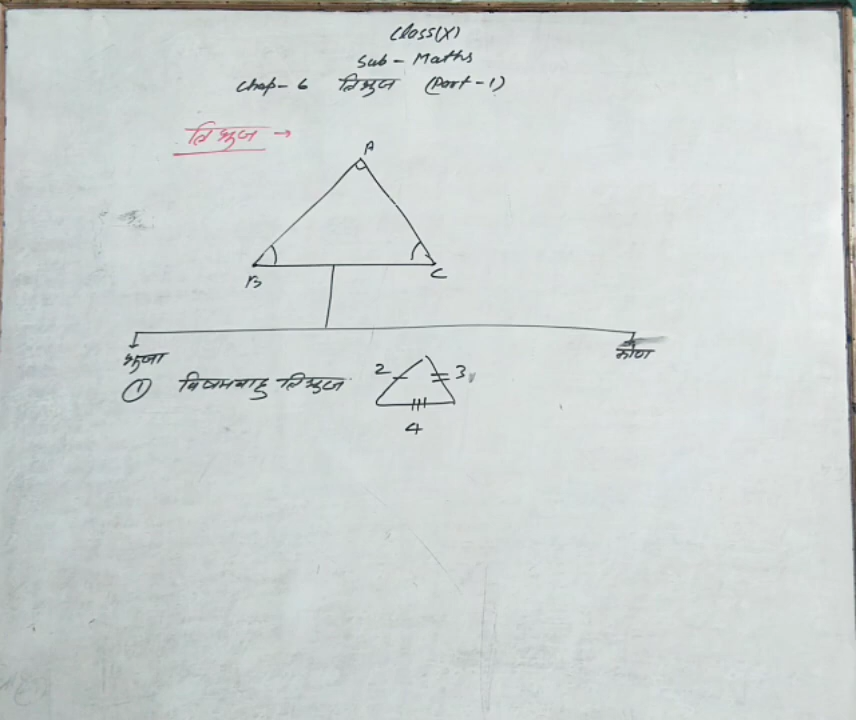 Class(X)
Sub - Maths
Chap- 6 त्रिभुज (Part -1)
त्रिभुज →
A
B C
भुजा कोण
① विषमबाहु त्रिभुज 2 3
4